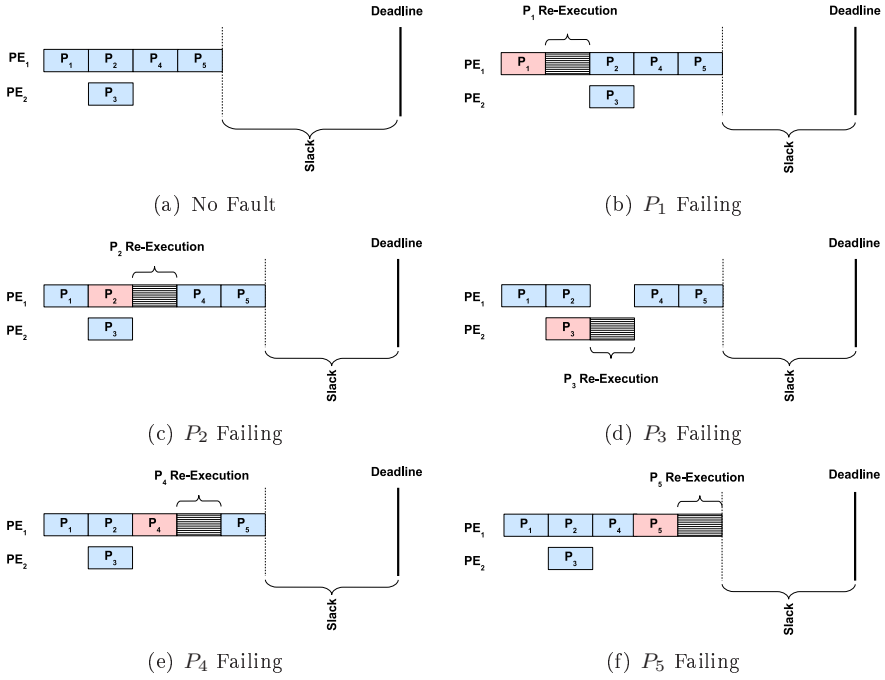 Deadline
PE1 P1 P2 P4 P5
PE2 P3
Slack
(a) No Fault
P1 Re-Execution
Deadline
PE1 P1 P2 P4 P5
PE2 P3
Slack
(b) P1 Failing
P2 Re-Execution
Deadline
PE1 P1 P2 P4 P5
PE2 P3
Slack
(c) P2 Failing
Deadline
PE1 P1 P2 P4 P5
PE2 P3
P3 Re-Execution
Slack
(d) P3 Failing
P4 Re-Execution
Deadline
PE1 P1 P2 P4 P5
PE2 P3
Slack
(e) P4 Failing
P5 Re-Execution
Deadline
PE1 P1 P2 P4 P5
PE2 P3
Slack
(f) P5 Failing